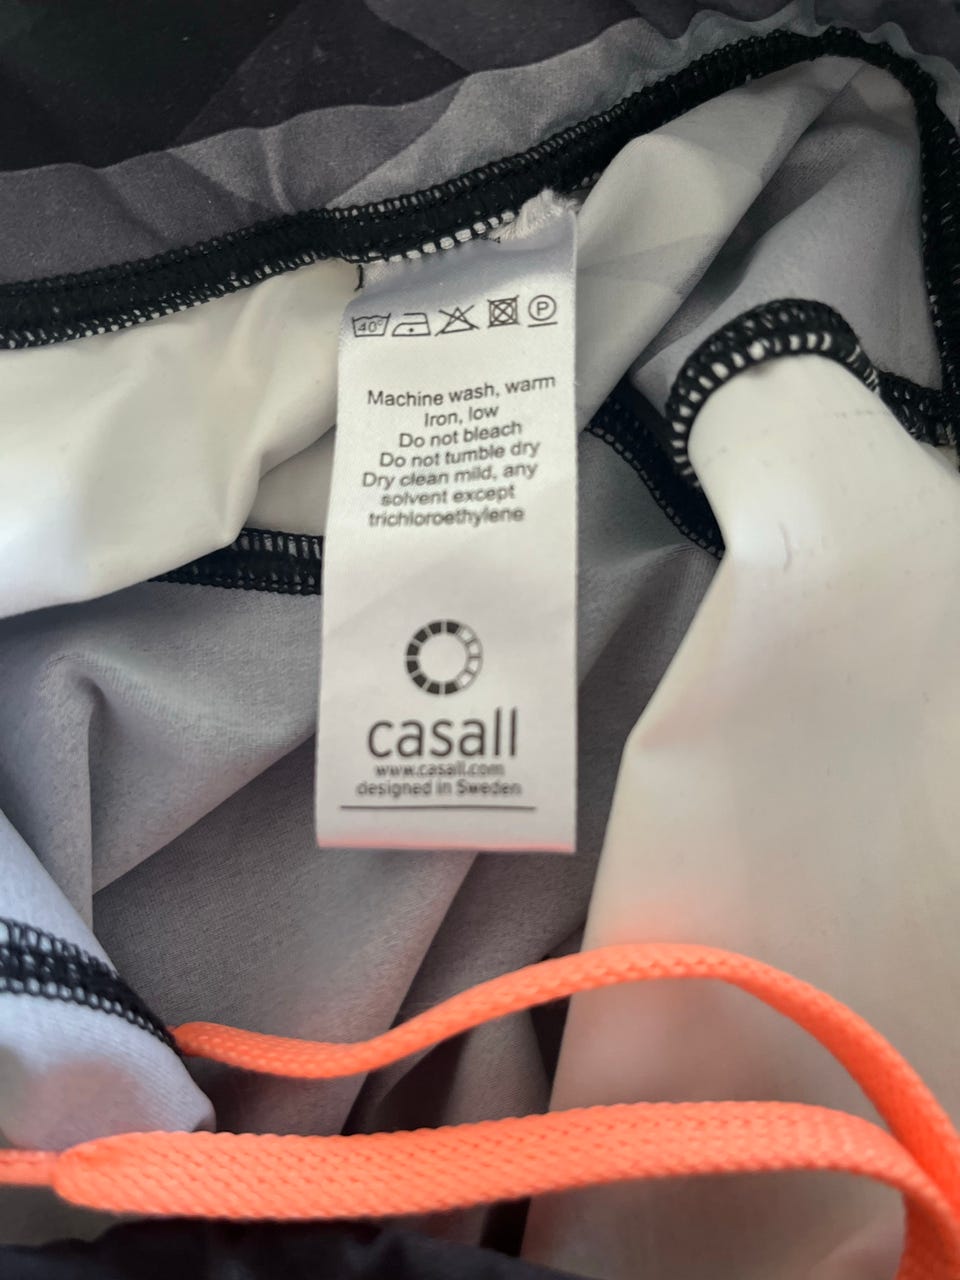 40°
P
Machine wash, warm
Iron, low
Do not bleach
Do not tumble dry
Dry clean mild, any
solvent except
trichloroethylene
casall
www.casall.com
designed in Sweden